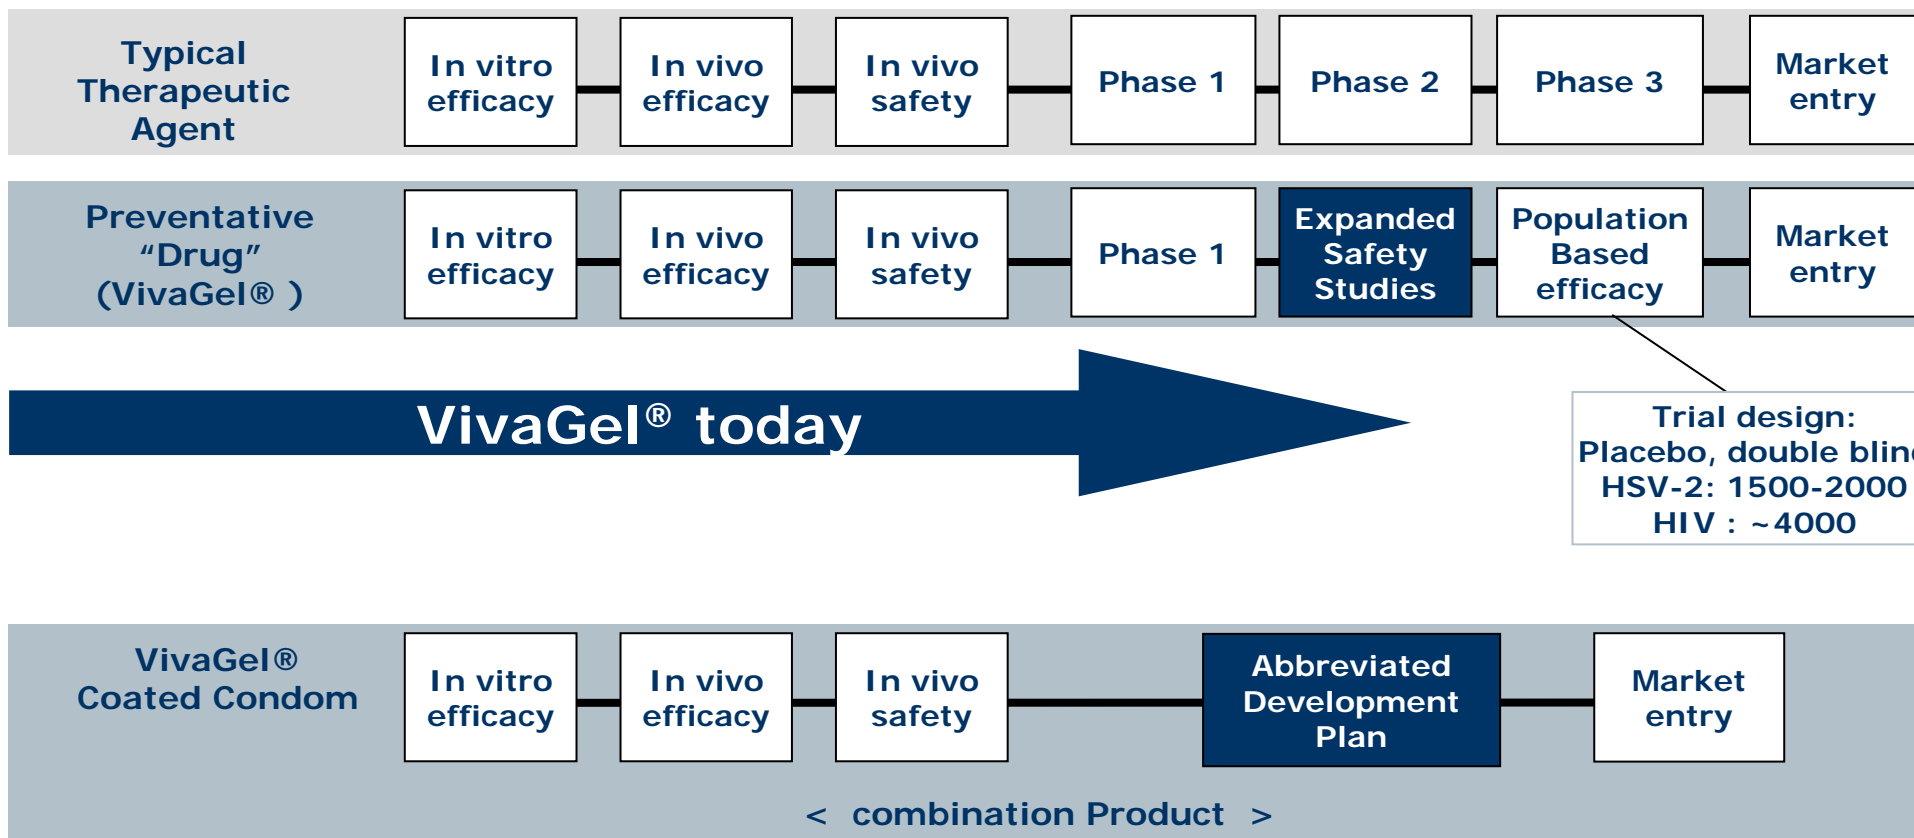 Typical
Therapeutic
Agent
In vitro
efficacy
In vivo
efficacy
In vivo
safety
Phase 1
Phase 2
Phase 3
Market
entry
Preventative
“Drug”
(VivaGel® )
In vitro
efficacy
In vivo
efficacy
In vivo
safety
Phase 1
Expanded
Safety
Studies
Population
Based
efficacy
Market
entry
VivaGel® today
Trial design:
Placebo, double blin
HSV-2: 1500-2000
HIV : ~4000
VivaGel®
Coated Condom
In vitro
efficacy
In vivo
efficacy
In vivo
safety
Abbreviated
Development
Plan
Market
entry
< combination Product >